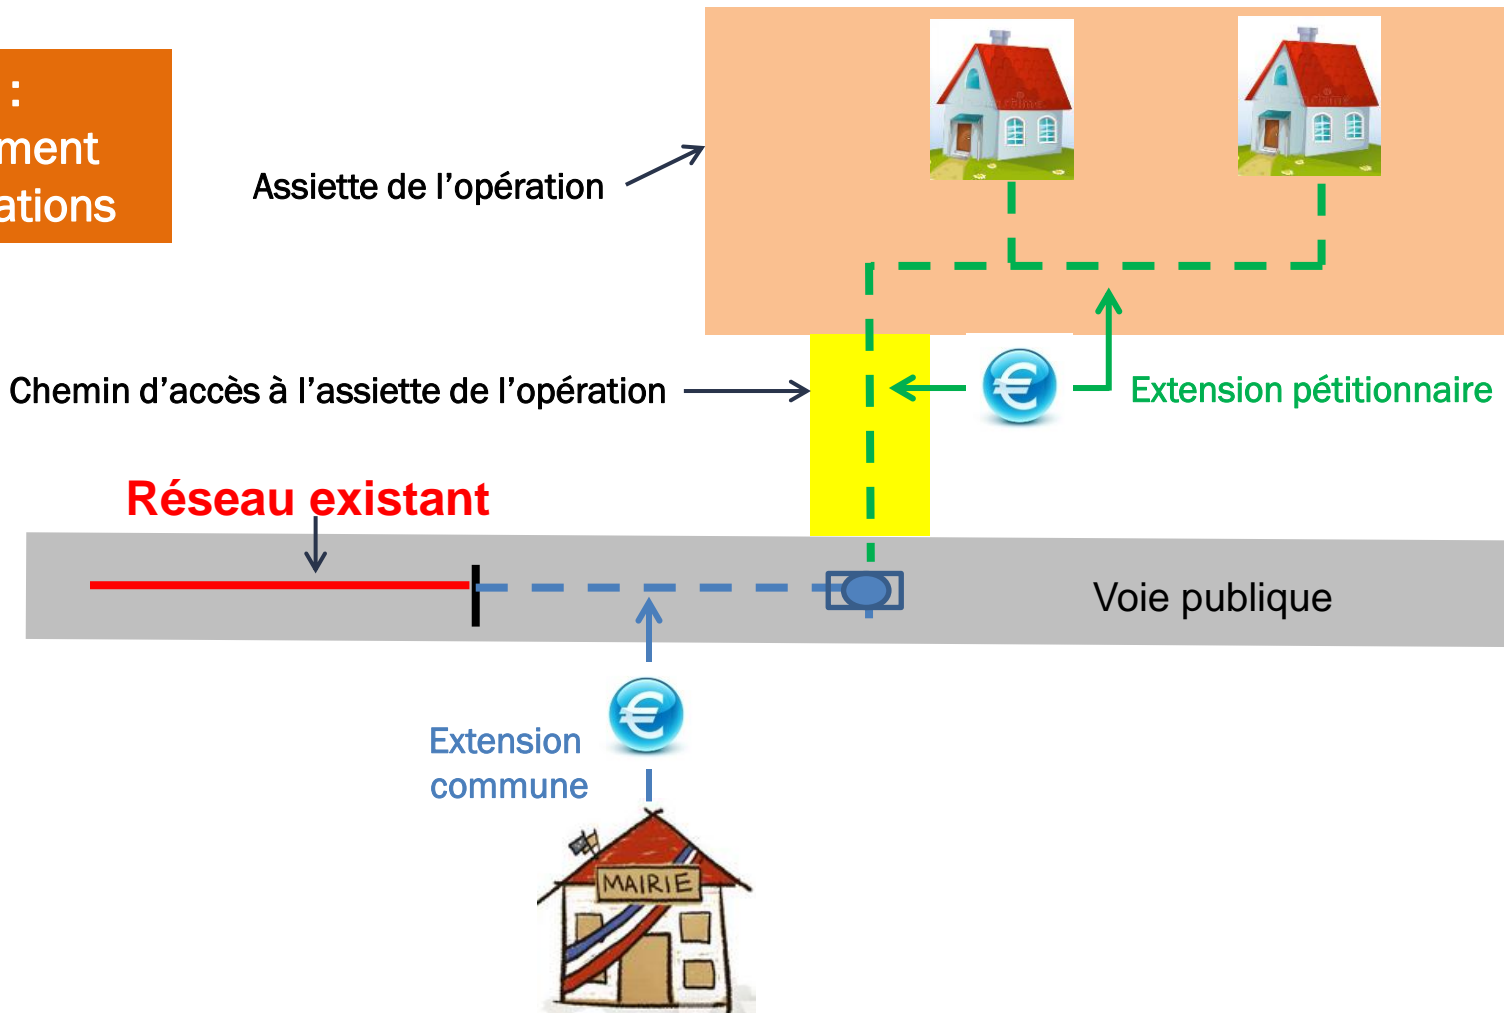 :
ment
ations
Assiette de l’opération
Chemin d’accès à l’assiette de l’opération
Extension pétitionnaire
Réseau existant
Voie publique
Extension
commune
MAIRIE